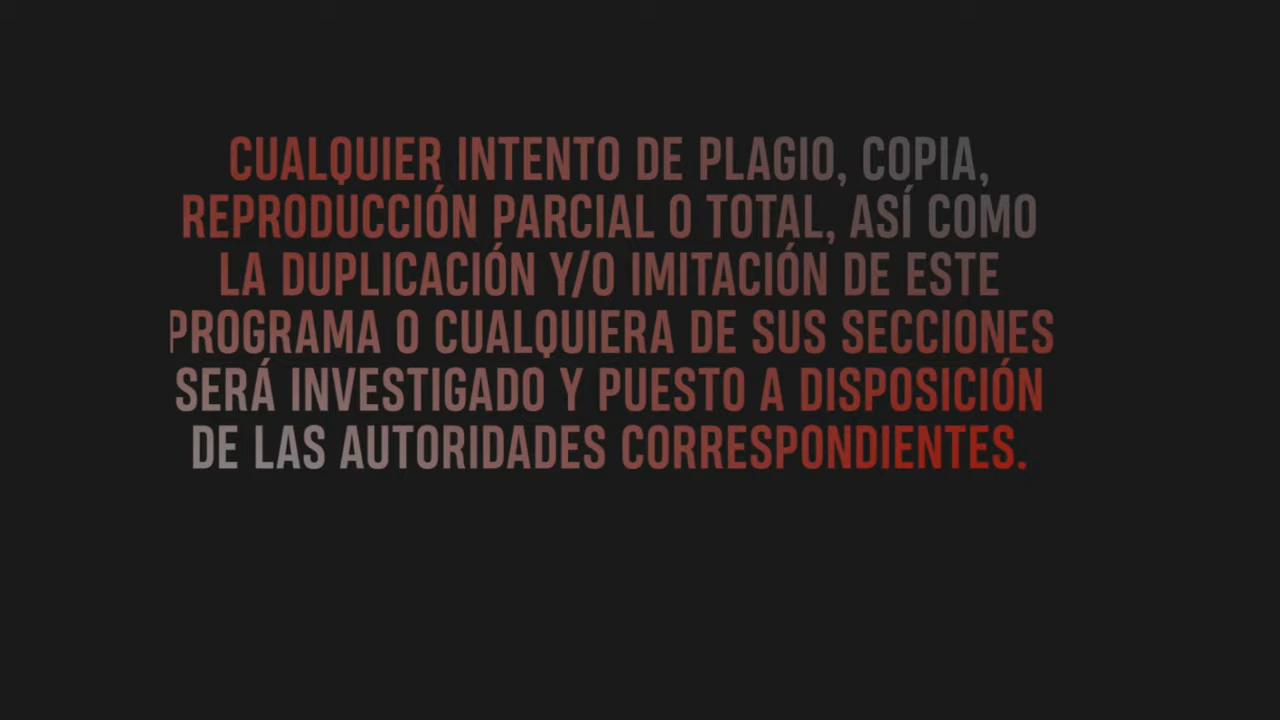 CUALQUIER INTENTO DE PLAGIO, COPIA,
REPRODUCCIÓN PARCIAL O TOTAL, ASÍ COMO
LA DUPLICACIÓN Y/O IMITACIÓN DE ESTE
PROGRAMA O CUALQUIERA DE SUS SECCIONES
SERÁ INVESTIGADO Y PUESTO A DISPOSICIÓN
DE LAS AUTORIDADES CORRESPONDIENTES.